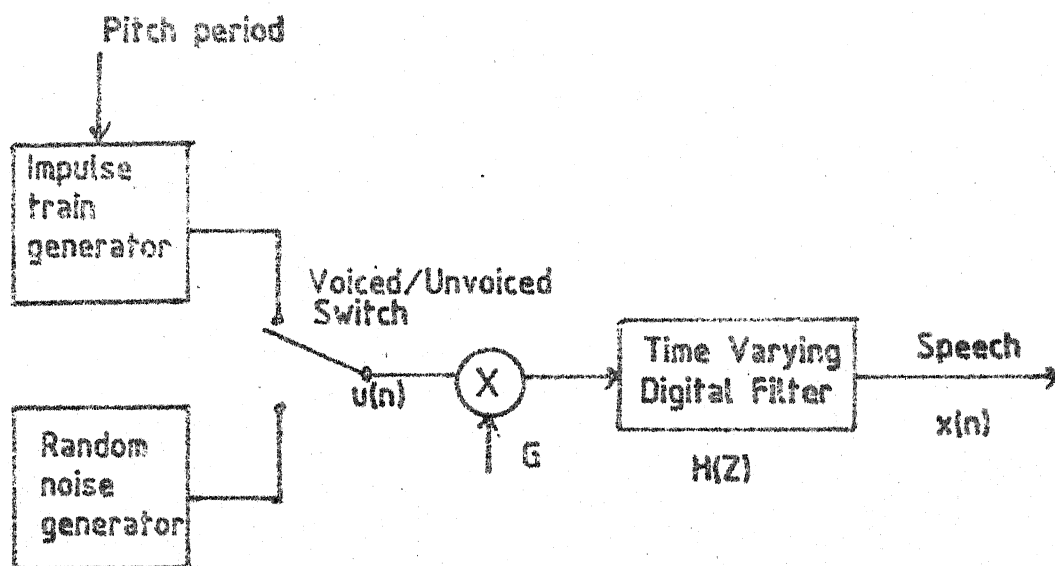 Pitch period
Impulse
train
generator
Voiced/Unvoiced
Switch
u(n)
X
G
Time Varying
Digital Filter
H(Z)
Speech
x(n)
Random
noise
generator